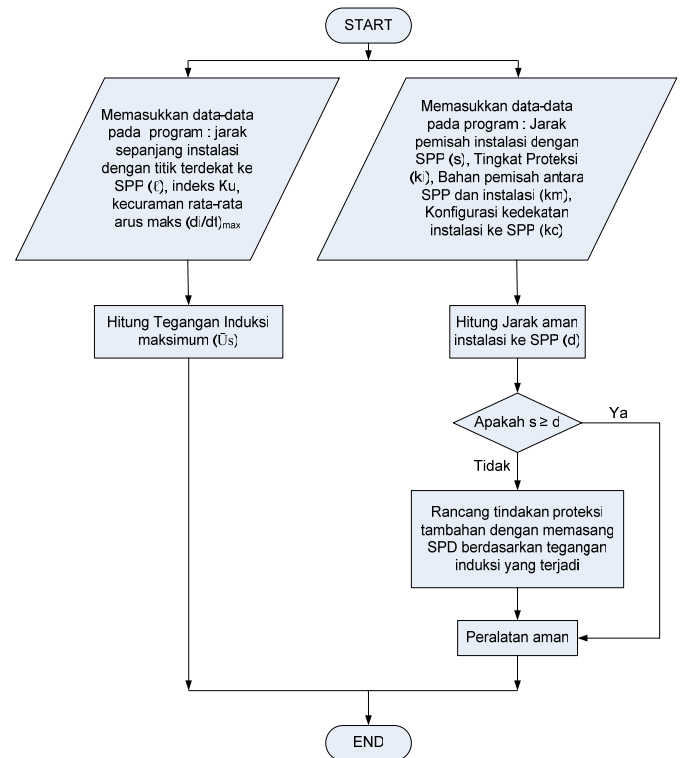 START
Memasukkan data-data
pada program : jarak
sepanjang instalasi
dengan titik terdekat ke
SPP (ℓ), indeks Ku,
kecuraman rata-rata
arus maks (di/dt)max
Memasukkan data-data
pada program : Jarak
pemisah instalasi dengan
SPP (s), Tingkat Proteksi
(ki), Bahan pemisah antara
SPP dan instalasi (km),
Konfigurasi kedekatan
instalasi ke SPP (kc)
Hitung Tegangan Induksi
maksimum (Ūs)
Hitung Jarak aman
instalasi ke SPP (d)
Apakah s ≥ d
Ya
Tidak
Rancang tindakan proteksi
tambahan dengan memasang
SPD berdasarkan tegangan
induksi yang terjadi
Peralatan aman
END